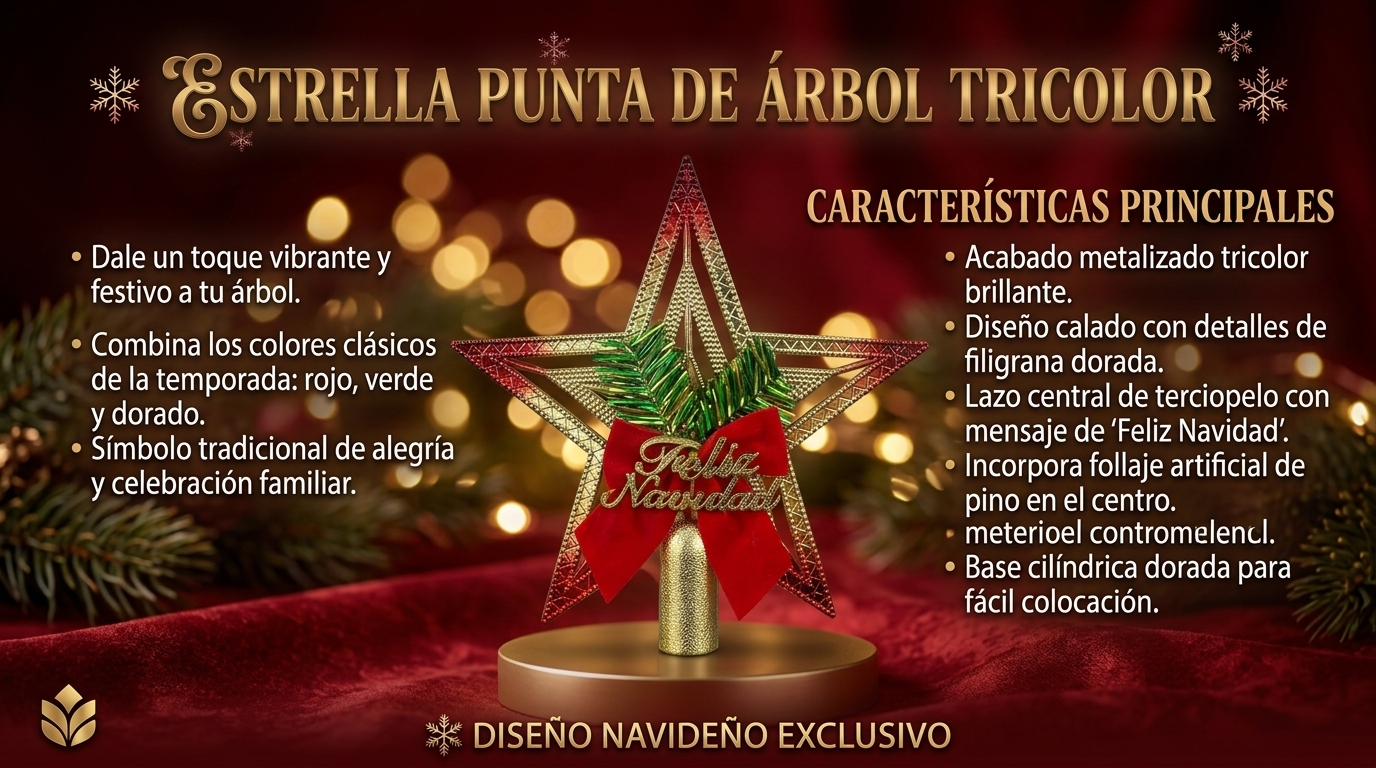 ESTRELLA PUNTA DE ÁRBOL TRICOLOR
• Dale un toque vibrante y
festivo a tu árbol.
• Combina los colores clásicos
de la temporada: rojo, verde
y dorado.
• Símbolo tradicional de alegría
y celebración familiar.
CARACTERÍSTICAS PRINCIPALES
• Acabado metalizado tricolor
brillante.
• Diseño calado con detalles de
filigrana dorada.
• Lazo central de terciopelo con
mensaje de ‘Feliz Navidad’.
• Incorpora follaje artificial de
pino en el centro.
• Base cilíndrica dorada para
fácil colocación.
Feliz
Navidad
DISEÑO NAVIDEÑO EXCLUSIVO